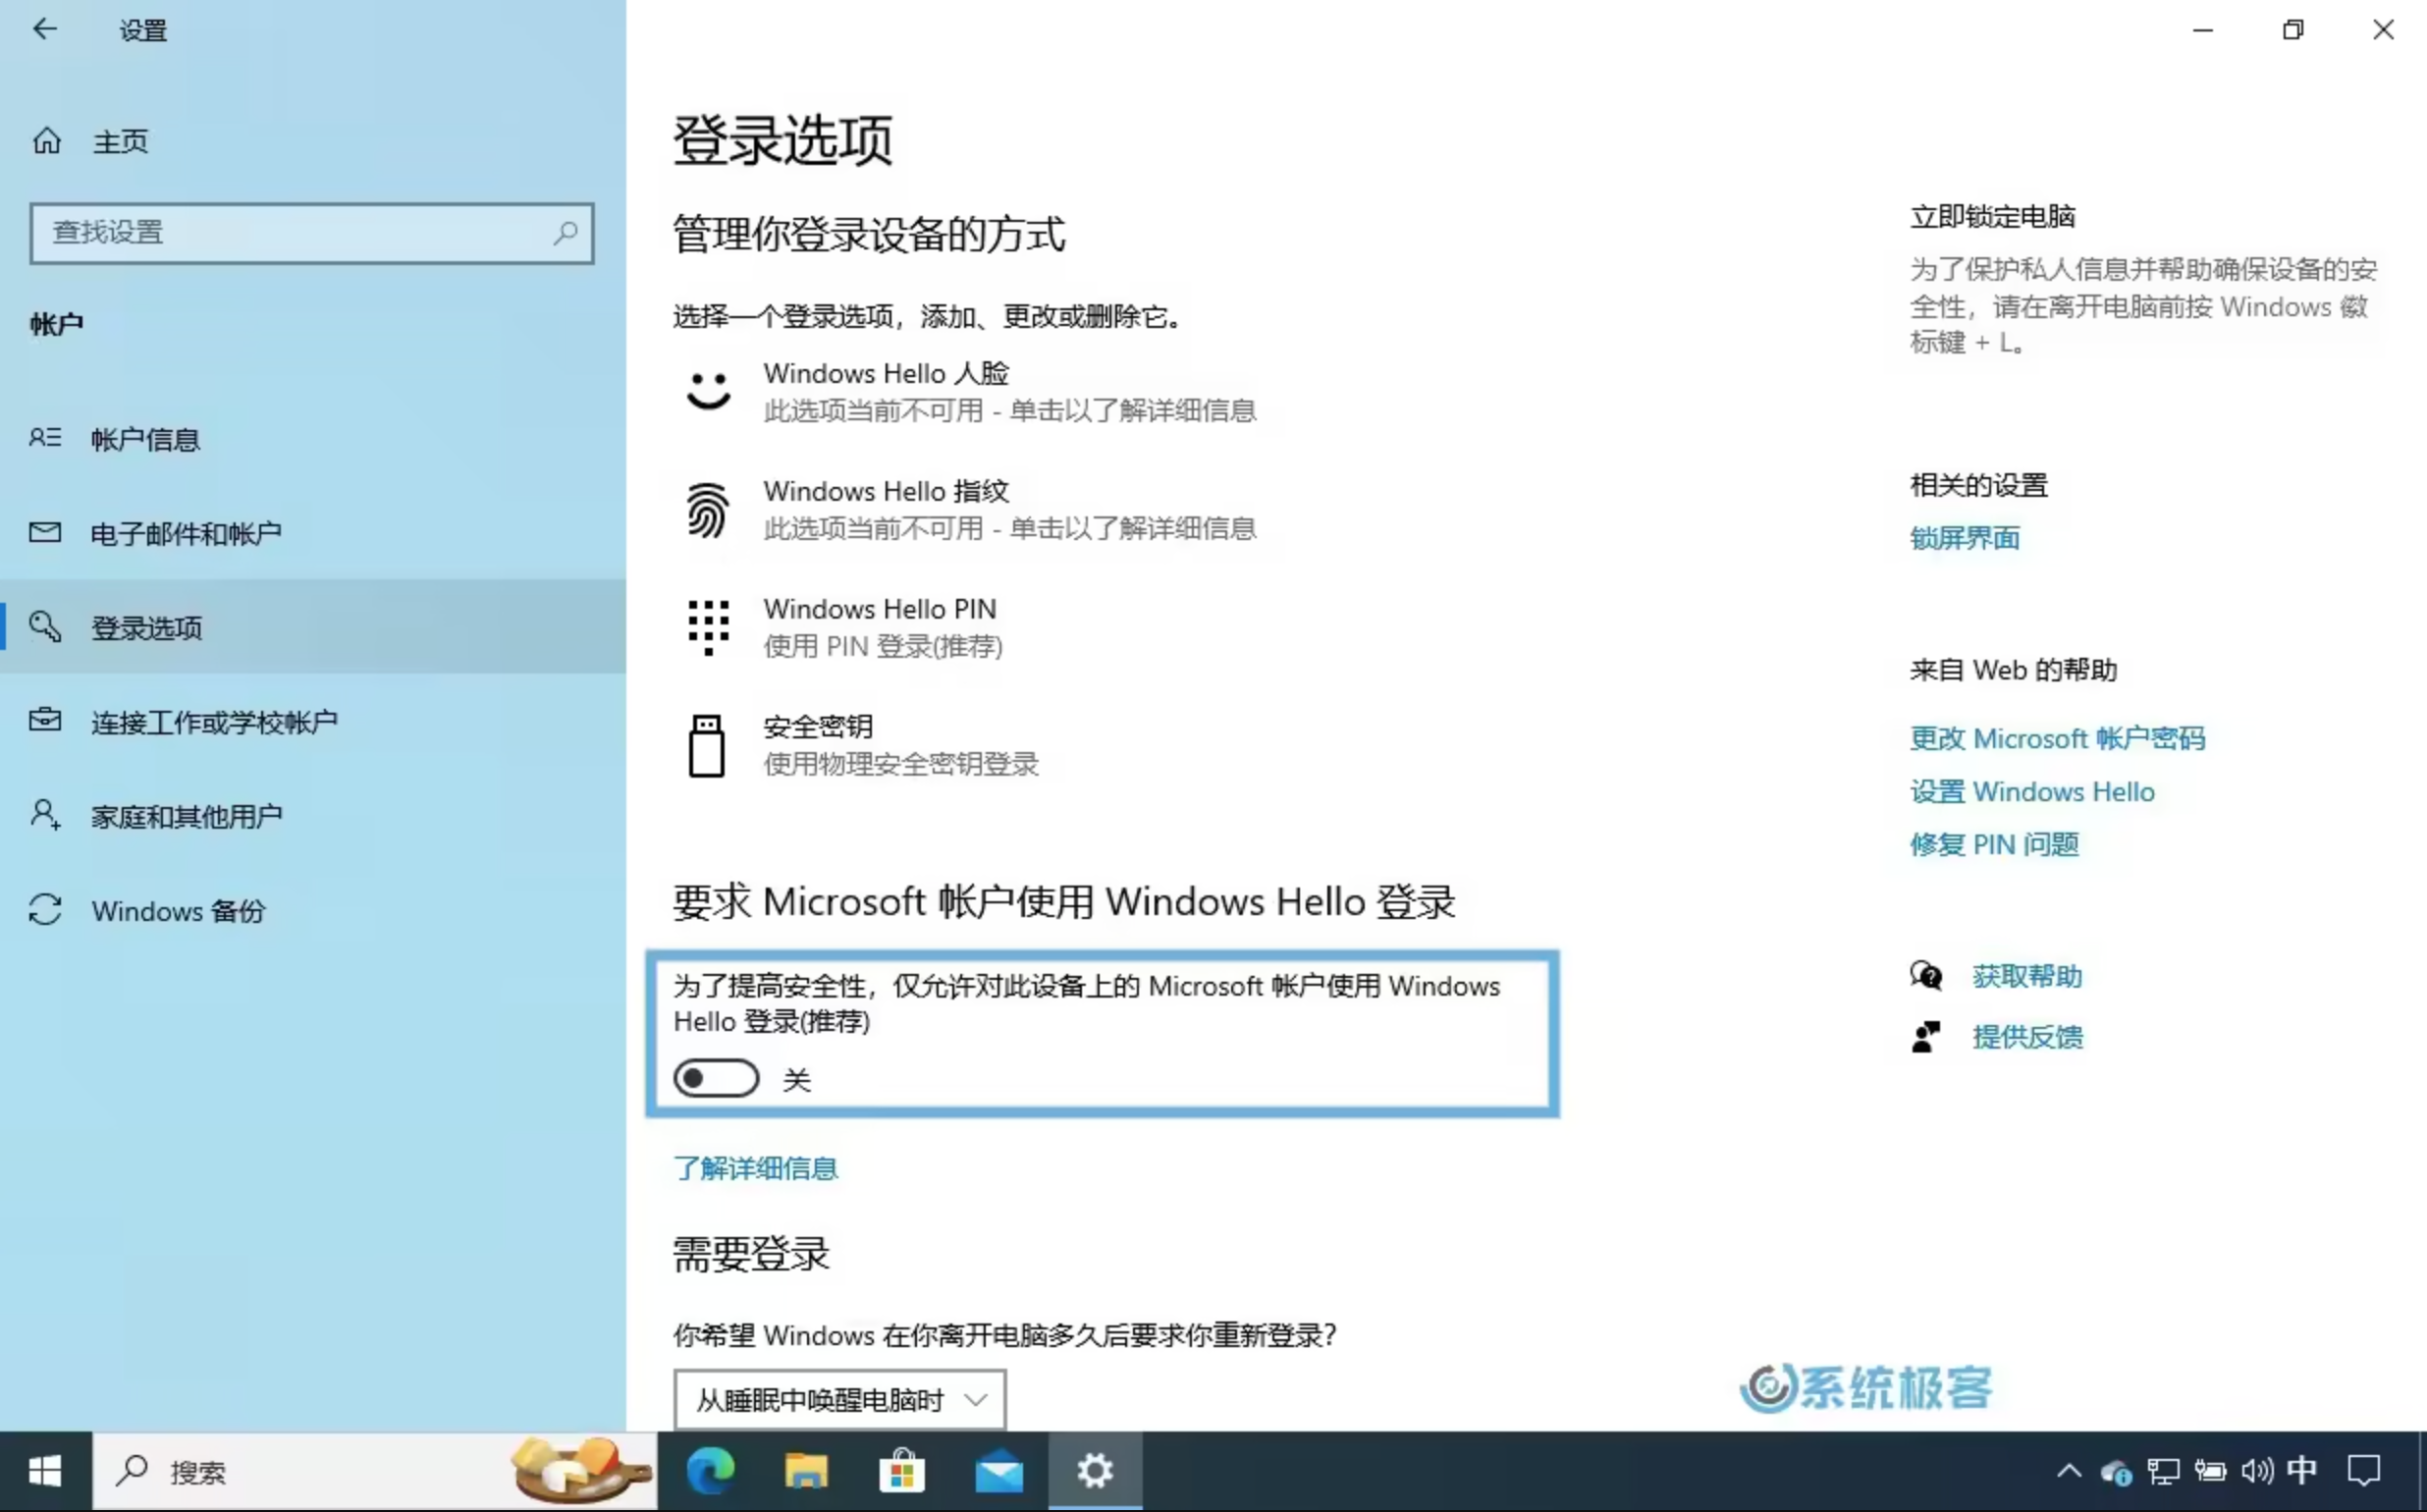 设置
主页
查找设置
帐户
帐户信息
电子邮件和帐户
登录选项
连接工作或学校帐户
家庭和其他用户
Windows 备份
登录选项
管理你登录设备的方式
选择一个登录选项，添加、更改或删除它。
Windows Hello 人脸
此选项当前不可用 - 单击以了解详细信息
Windows Hello 指纹
此选项当前不可用 - 单击以了解详细信息
Windows Hello PIN
使用 PIN 登录(推荐)
安全密钥
使用物理安全密钥登录
要求 Microsoft 帐户使用 Windows Hello 登录
为了提高安全性，仅允许对此设备上的 Microsoft 帐户使用 Windows
Hello 登录(推荐)
关
了解详细信息
需要登录
你希望 Windows 在你离开电脑多久后要求你重新登录?
从睡眠中唤醒电脑时
立即锁定电脑
为了保护私人信息并帮助确保设备的安
全性，请在离开电脑前按 Windows 徽
标键 + L。
相关的设置
锁屏界面
来自 Web 的帮助
更改 Microsoft 帐户密码
设置 Windows Hello
修复 PIN 问题
获取帮助
提供反馈
系统极客
搜索
中